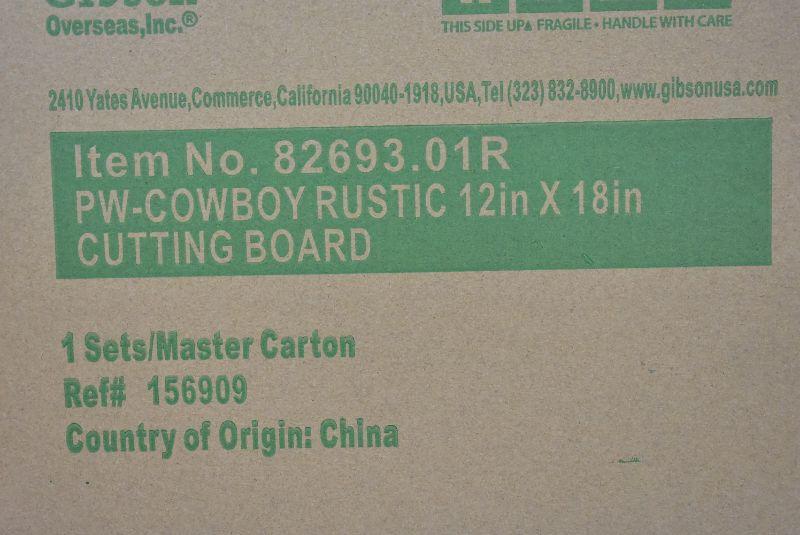 Gibson
Overseas,Inc.®
THIS SIDE UP▲ FRAGILE • HANDLE WITH CARE
2410 Yates Avenue,Commerce,California 90040-1918,USA,Tel (323) 832-8900,www.gibsonusa.com
Item No. 82693.01R
PW-COWBOY RUSTIC 12in X 18in
CUTTING BOARD
1 Sets/Master Carton
Ref# 156909
Country of Origin: China